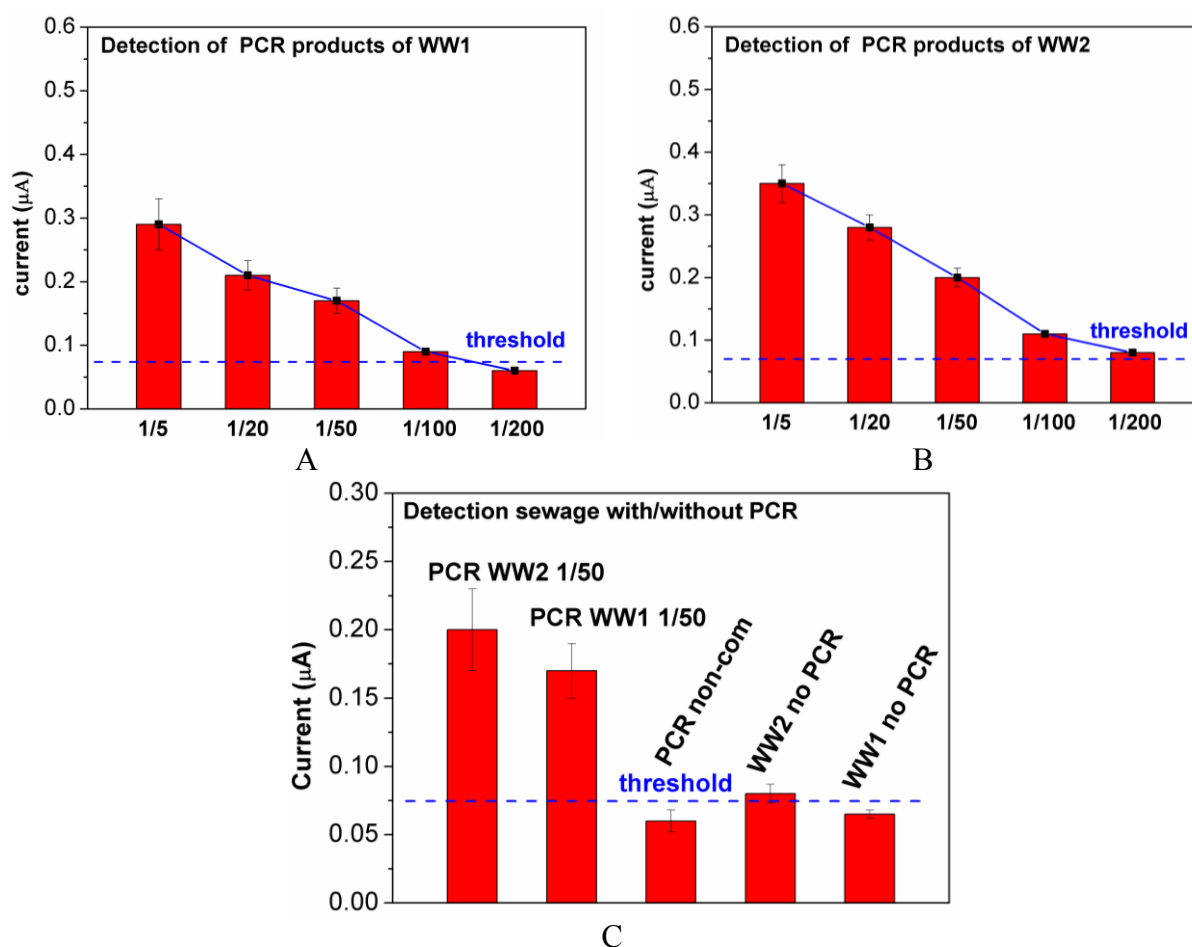 Detection of PCR products of WW1
current (μA)
0.6
0.5
0.4
0.3
0.2
0.1
0.0
threshold
1/5 1/20 1/50 1/100 1/200
A
Detection of PCR products of WW2
current (μA)
0.6
0.5
0.4
0.3
0.2
0.1
0.0
threshold
1/5 1/20 1/50 1/100 1/200
B
Detection sewage with/without PCR
Current (μA)
0.30
0.25
0.20
0.15
0.10
0.05
0.00
PCR WW2 1/50
PCR WW1 1/50
PCR non-com
WW2 no PCR
WW1 no PCR
threshold
C